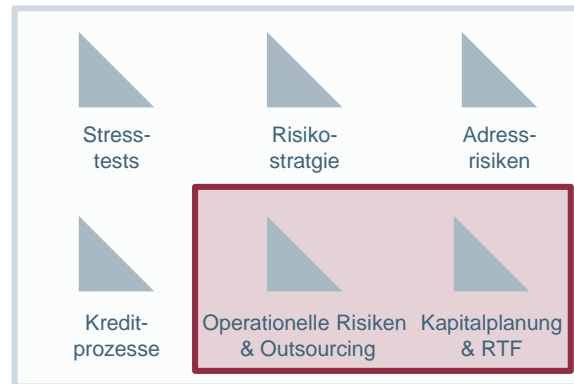 Stress-
tests
Risiko-
stratgie
Adress-
risiken
Kredit-
prozesse
Operationelle Risiken
& Outsourcing
Kapitalplanung
& RTF